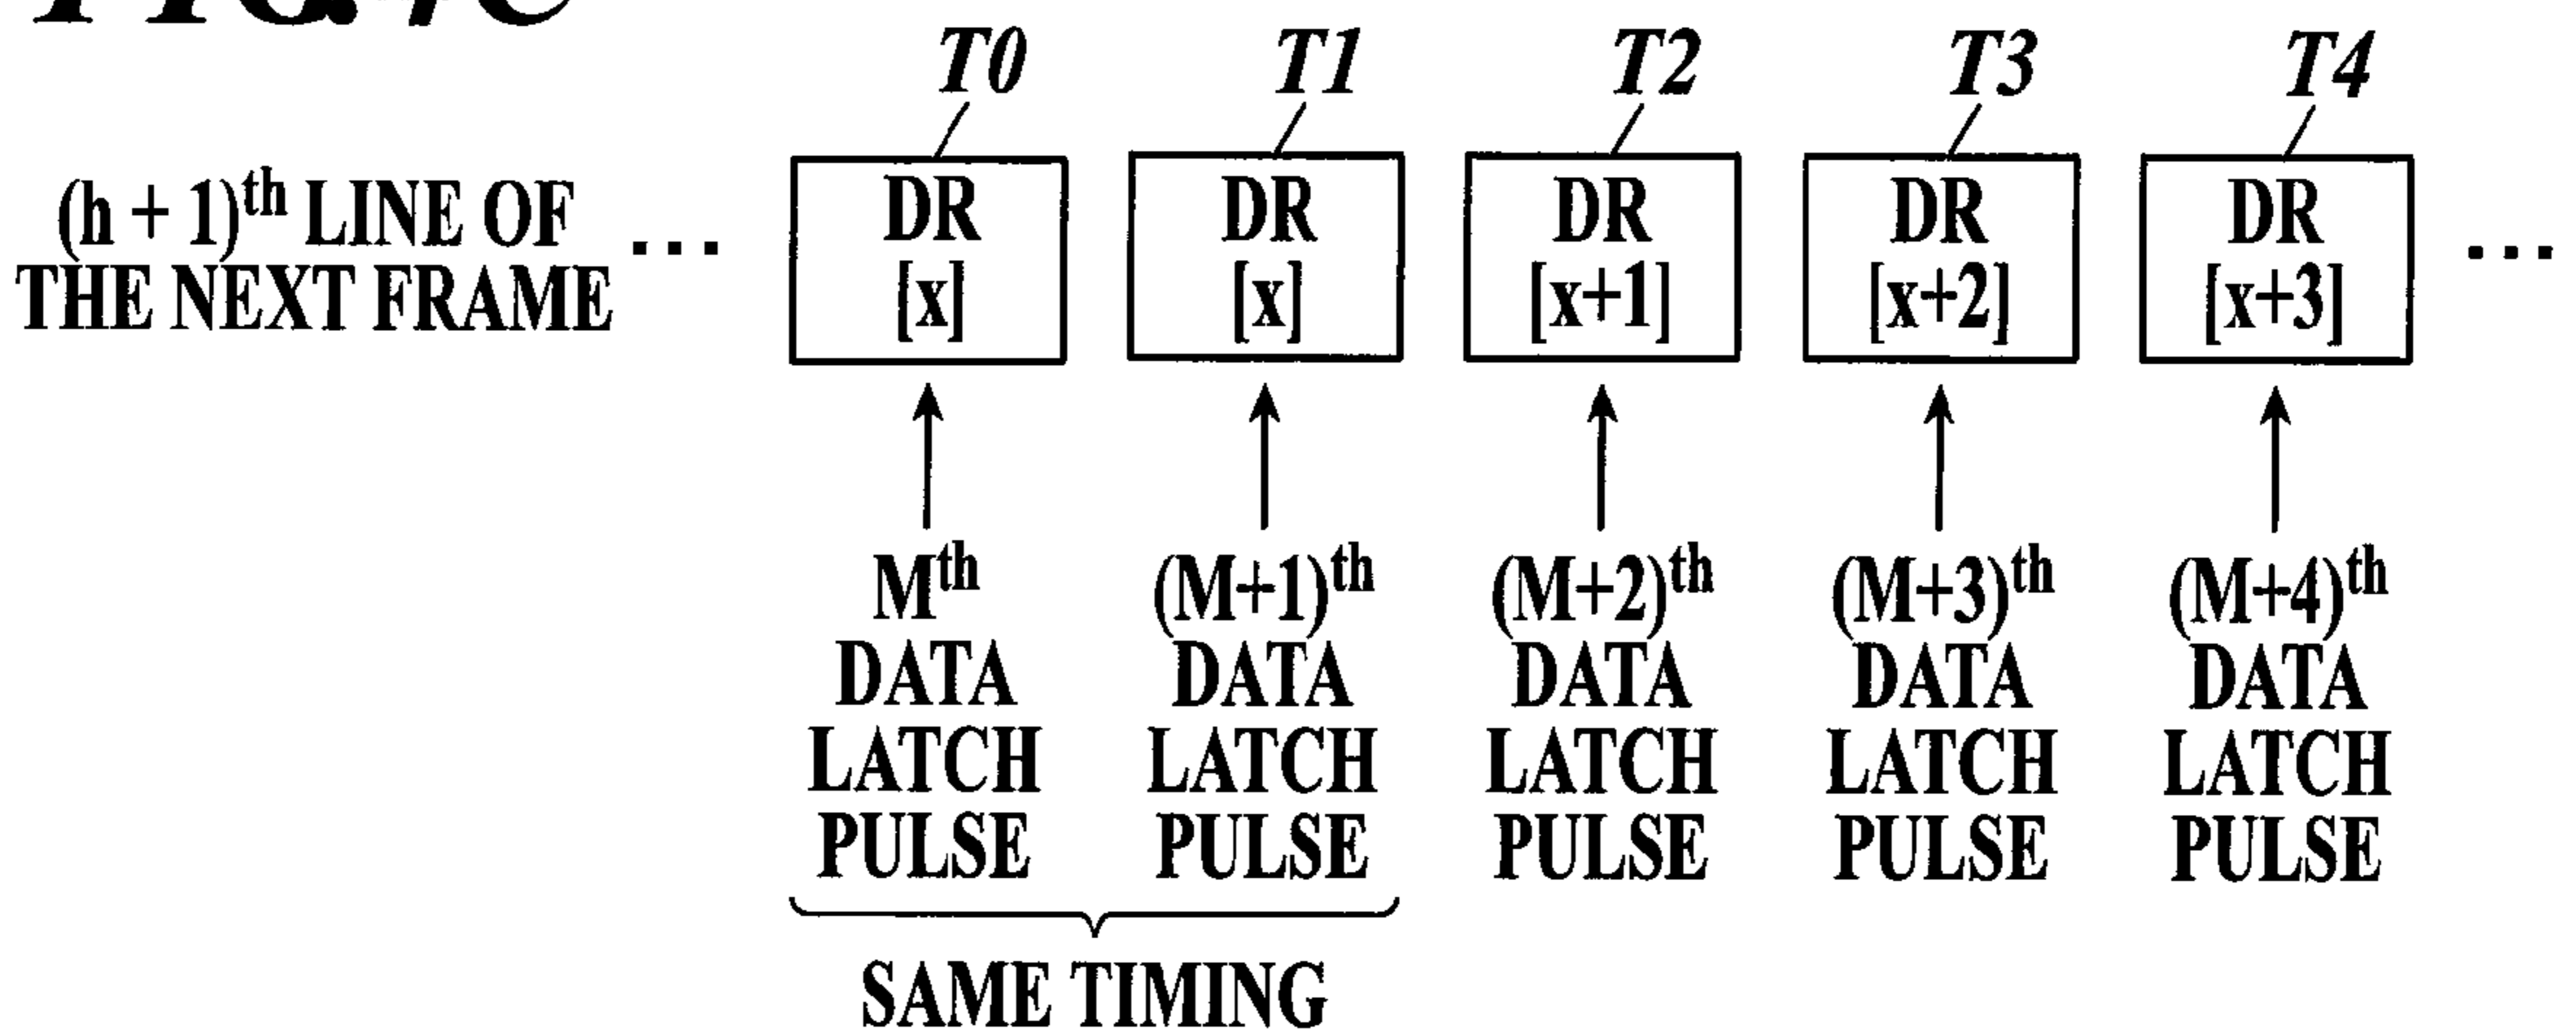 FIG. 4C
T0 T1 T2 T3 T4
(h + 1)th LINE OF
THE NEXT FRAME
... DR DR DR DR DR ...
[x] [x] [x+1] [x+2] [x+3]
Mth (M+1)th (M+2)th (M+3)th (M+4)th
DATA DATA DATA DATA DATA
LATCH LATCH LATCH LATCH LATCH
PULSE PULSE PULSE PULSE PULSE
SAME TIMING